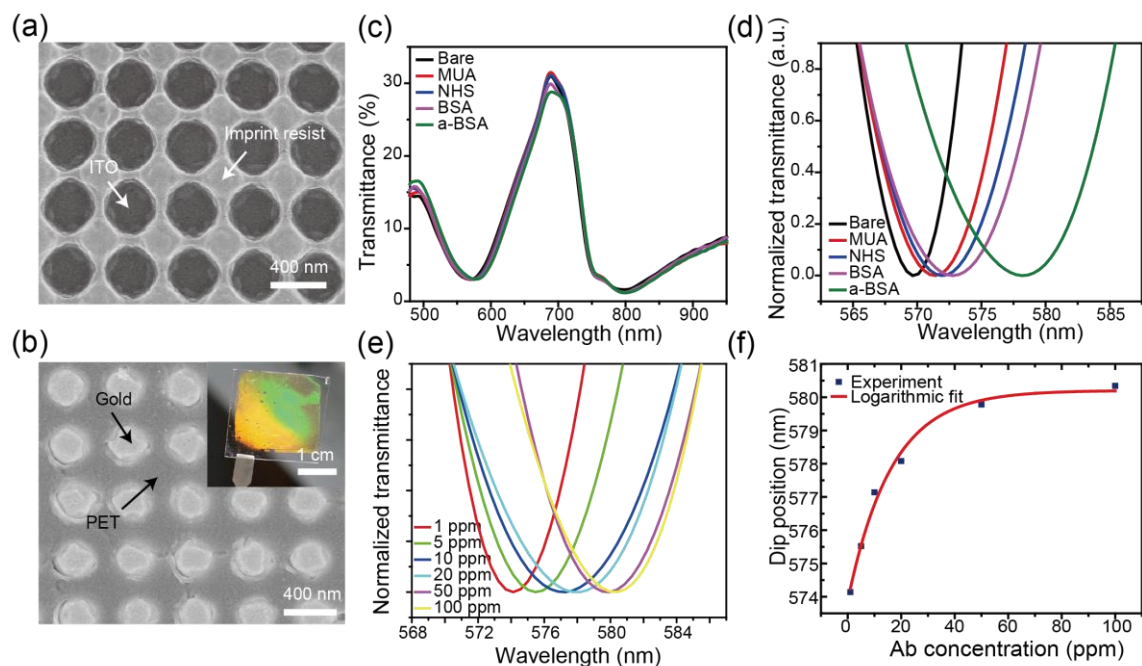 (a)
ITO
Imprint resist
400 nm
(b)
Gold
PET
1 cm
400 nm
(c)
Bare
MUA
NHS
BSA
a-BSA
Transmittance (%)
30
20
10
0
500 600 700 800 900
Wavelength (nm)
(d)
Normalized transmittance (a.u.)
0.8
0.6
0.4
0.2
0.0
Bare
MUA
NHS
BSA
a-BSA
565 570 575 580 585
Wavelength (nm)
(e)
Normalized transmittance
1 ppm
5 ppm
10 ppm
20 ppm
50 ppm
100 ppm
568 572 576 580 584
Wavelength (nm)
(f)
Experiment
Logarithmic fit
Dip position (nm)
581
580
579
578
577
576
575
574
0 20 40 60 80 100
Ab concentration (ppm)